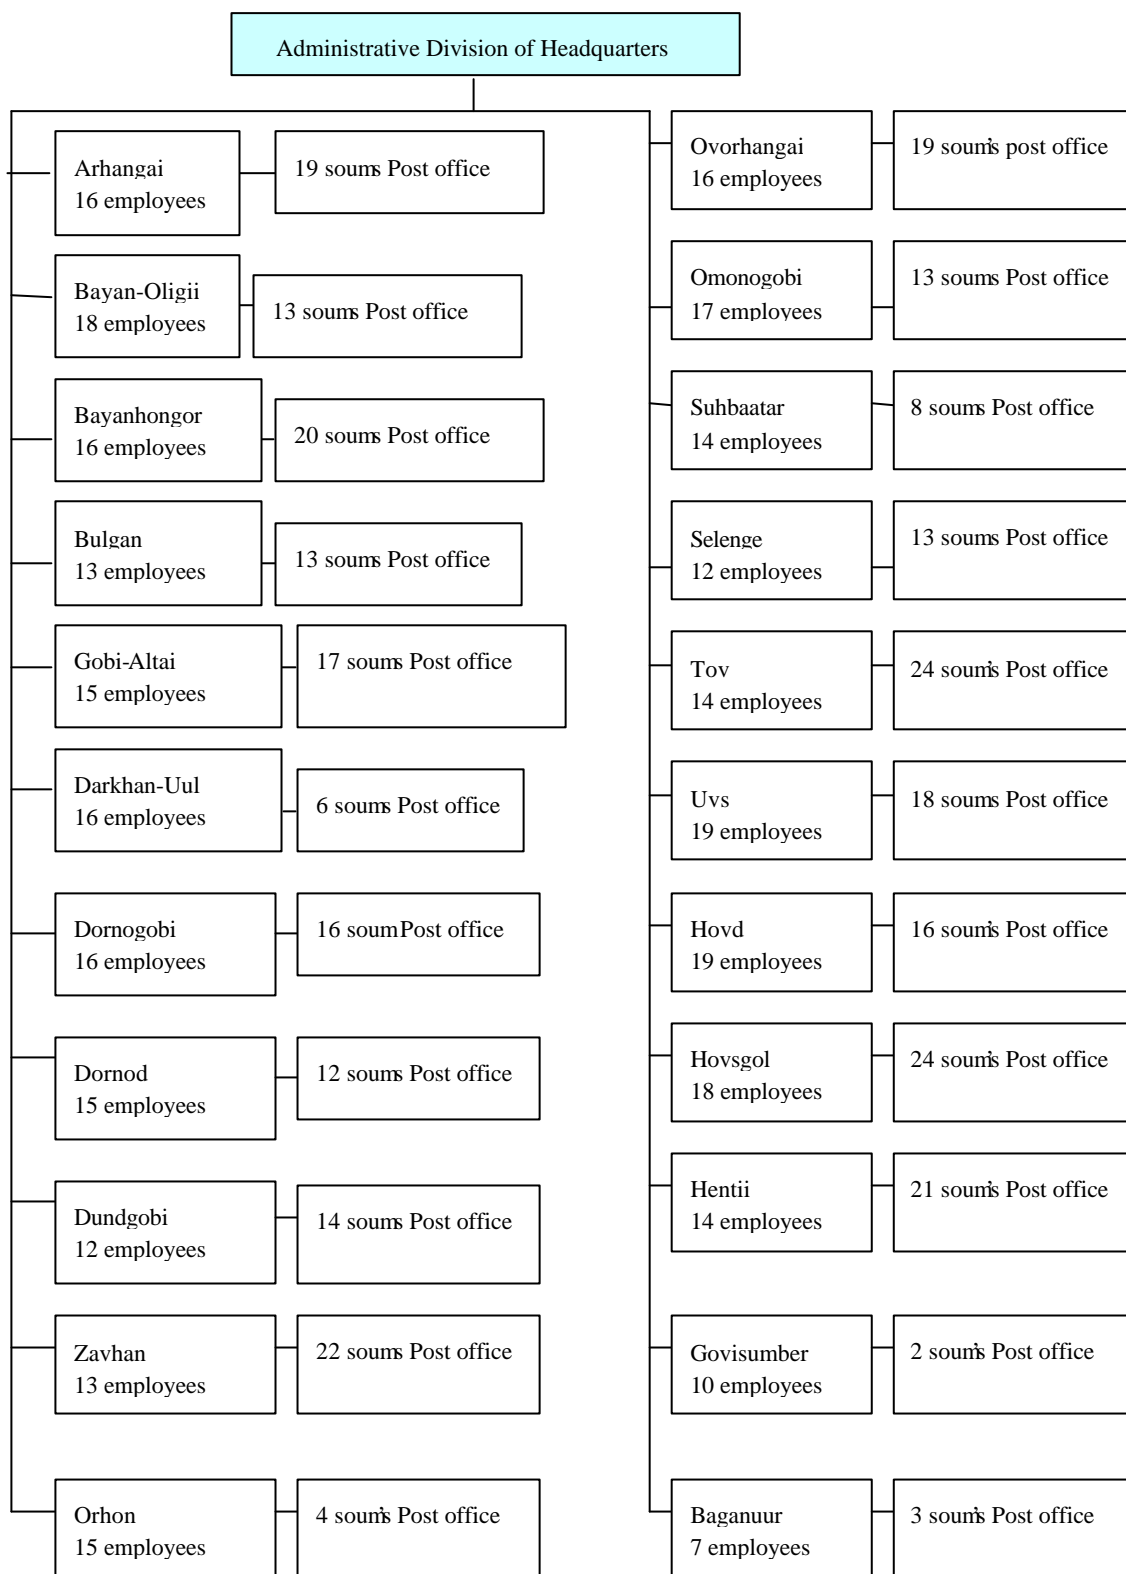 Administrative Division of Headquarters
Arhangai
16 employees
19 soums Post office
Bayan-Oligii
18 employees
13 soums Post office
Bayanhongor
16 employees
20 soums Post office
Bulgan
13 employees
13 soums Post office
Gobi-Altai
15 employees
17 soums Post office
Darkhan-Uul
16 employees
6 soums Post office
Dornogobi
16 employees
16 soum Post office
Dornod
15 employees
12 soums Post office
Dundgobi
12 employees
14 soums Post office
Zavhan
13 employees
22 soums Post office
Orhon
15 employees
4 soum's Post office
Ovorhangai
16 employees
19 soum's post office
Omonogobi
17 employees
13 soums Post office
Suhbaatar
14 employees
8 soums Post office
Selenge
12 employees
13 soums Post office
Tov
14 employees
24 soum's Post office
Uvs
19 employees
18 soums Post office
Hovd
19 employees
16 soum's Post office
Hovsgol
18 employees
24 soum's Post office
Hentii
14 employees
21 soum's Post office
Govisumber
10 employees
2 soum's Post office
Baganuur
7 employees
3 soum's Post office